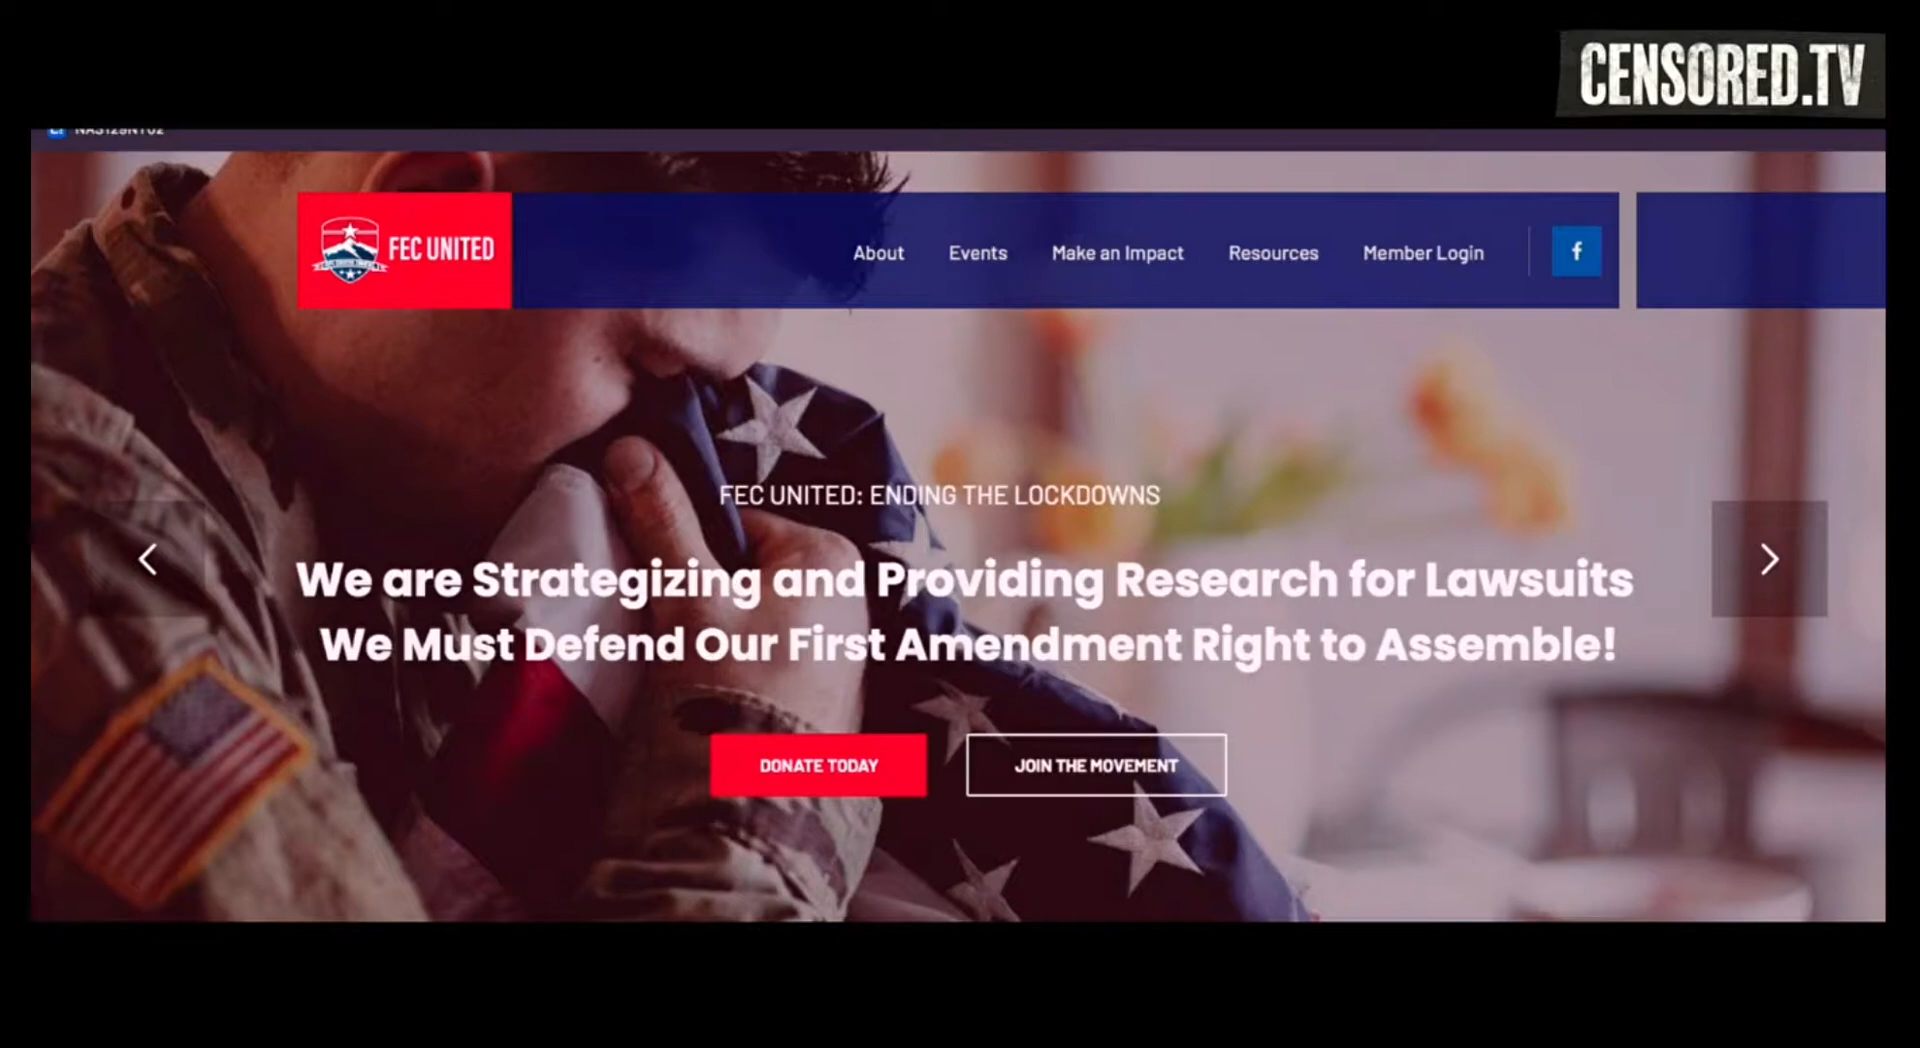 CENSORED.TV
FEC UNITED
About Events Make an Impact Resources Member Login f
FEC UNITED: ENDING THE LOCKDOWNS
We are Strategizing and Providing Research for Lawsuits
We Must Defend Our First Amendment Right to Assemble!
DONATE TODAY JOIN THE MOVEMENT